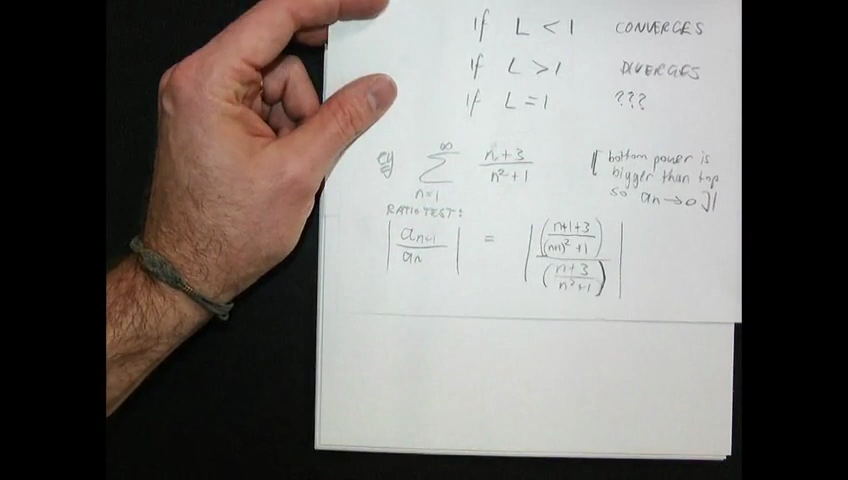 If L < 1 CONVERGES
If L > 1 DIVERGES
If L = 1 ???
eg ∞ Σ n=1 n+3 / n²+1 [bottom power is
bigger than top
so an → 0]
RATIO TEST:
| an+1 / an | = | ( n+1+3 / (n+1)² +1 ) / ( n+3 / n²+1 ) |